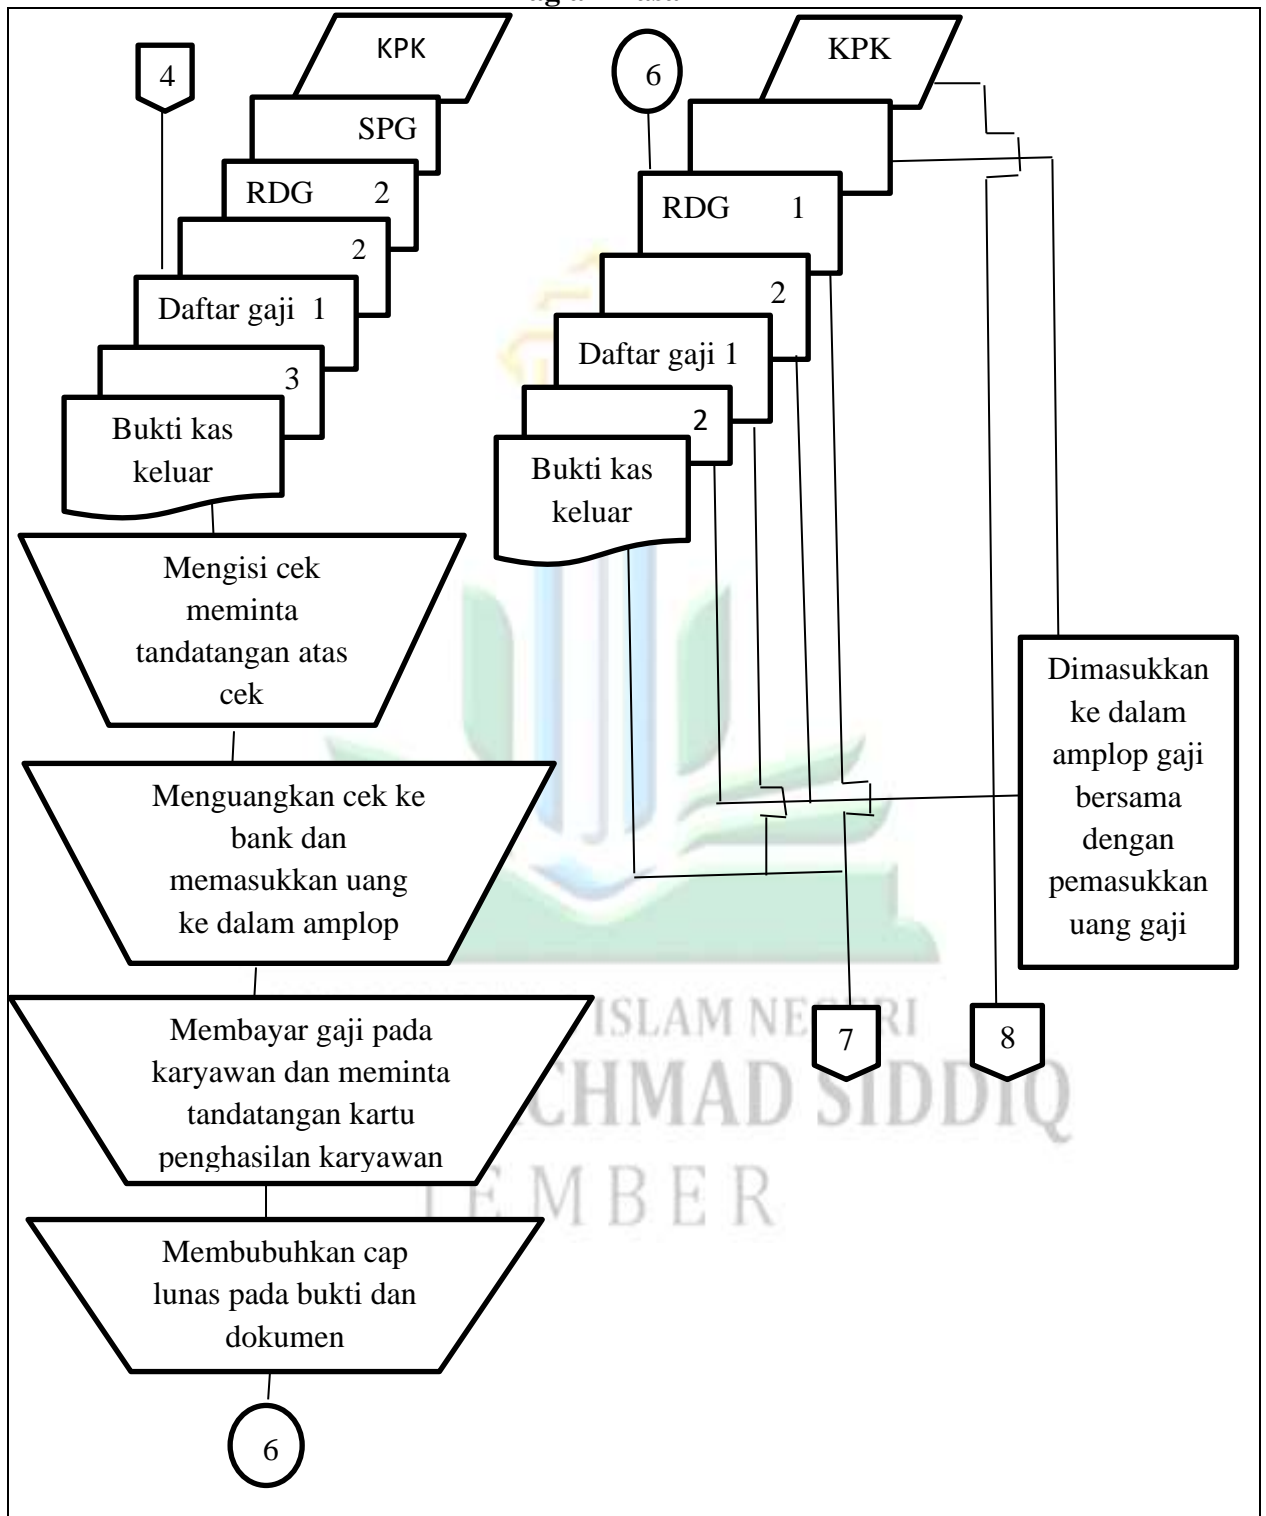 4
KPK
SPG
RDG 2
2
Daftar gaji 1
3
Bukti kas
keluar
Mengisi cek
meminta
tandatangan atas
cek
Menguangkan cek ke
bank dan
memasukkan uang
ke dalam amplop
Membayar gaji pada
karyawan dan meminta
tandatangan kartu
penghasilan karyawan
Membubuhkan cap
lunas pada bukti dan
dokumen
6
6
KPK
RDG 1
2
Daftar gaji 1
2
Bukti kas
keluar
Dimasukkan
ke dalam
amplop gaji
bersama
dengan
pemasukkan
uang gaji
7
8
ISLAM NEGERI
CHMAD SIDDIQ
EMBER